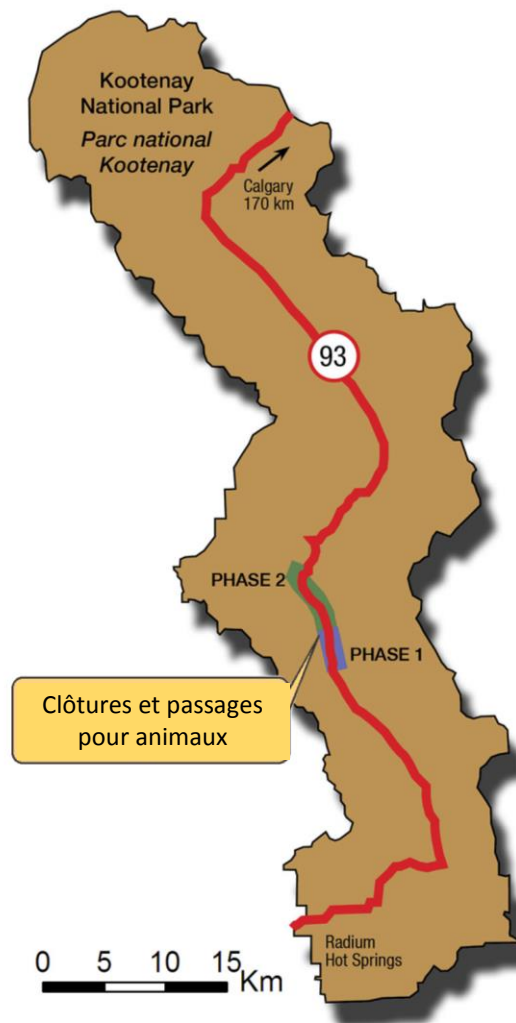 Kootenay
National Park
Parc national
Kootenay
Calgary
170 km
93
PHASE 2
PHASE 1
Clôtures et passages
pour animaux
Radium
Hot Springs
0 5 10 15
Km